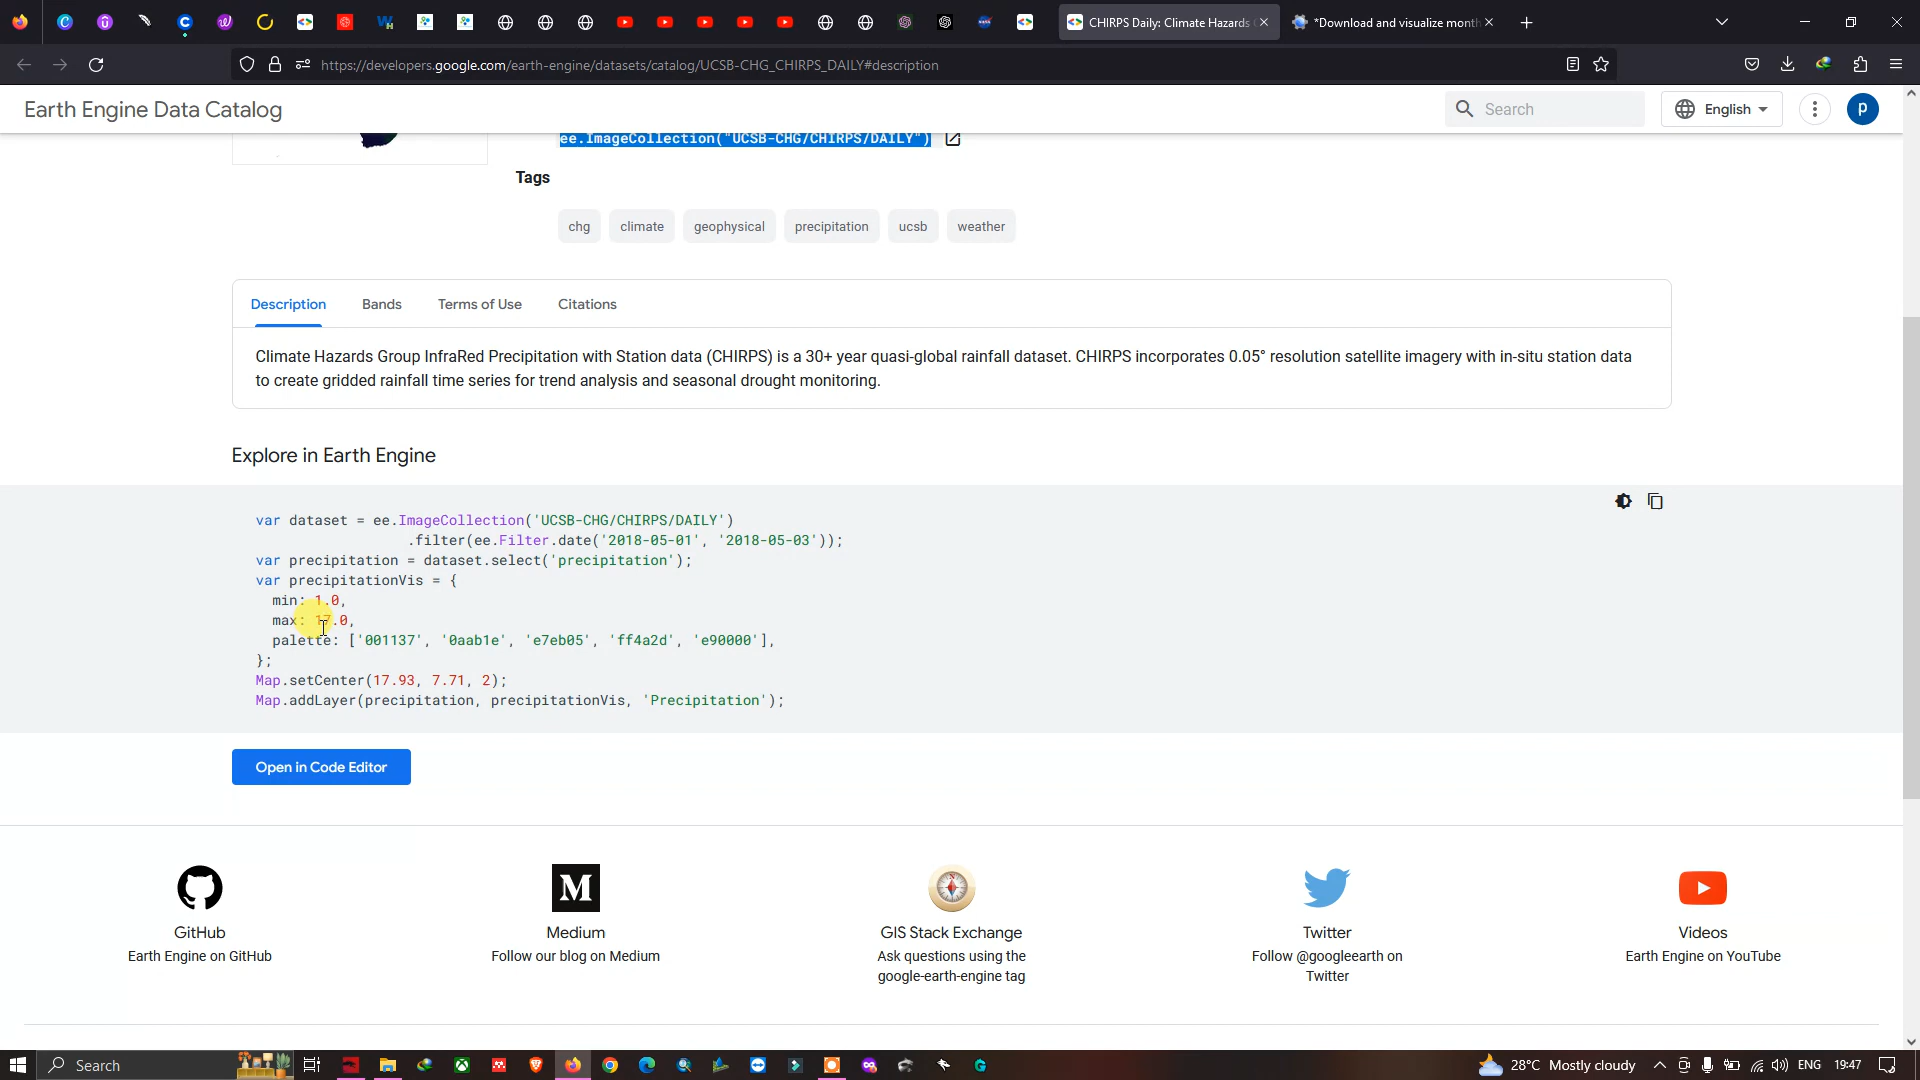 CHIRPS Daily: Climate Hazards
*Download and visualize month
https://developers.google.com/earth-engine/datasets/catalog/UCSB-CHG_CHIRPS_DAILY#description
Earth Engine Data Catalog
Search
English
p
ee.ImageCollection("UCSB-CHG/CHIRPS/DAILY")
Tags
chg climate geophysical precipitation ucsb weather
Description Bands Terms of Use Citations
Climate Hazards Group InfraRed Precipitation with Station data (CHIRPS) is a 30+ year quasi-global rainfall dataset. CHIRPS incorporates 0.05° resolution satellite imagery with in-situ station data
to create gridded rainfall time series for trend analysis and seasonal drought monitoring.
Explore in Earth Engine
var dataset = ee.ImageCollection('UCSB-CHG/CHIRPS/DAILY')
.filter(ee.Filter.date('2018-05-01', '2018-05-03'));
var precipitation = dataset.select('precipitation');
var precipitationVis = {
min: 1.0,
max: 17.0,
palette: ['001137', '0aab1e', 'e7eb05', 'ff4a2d', 'e90000'],
};
Map.setCenter(17.93, 7.71, 2);
Map.addLayer(precipitation, precipitationVis, 'Precipitation');
Open in Code Editor
GitHub
Earth Engine on GitHub
Medium
Follow our blog on Medium
GIS Stack Exchange
Ask questions using the
google-earth-engine tag
Twitter
Follow @googleearth on
Twitter
Videos
Earth Engine on YouTube
Search
28°C Mostly cloudy
ENG
19:47